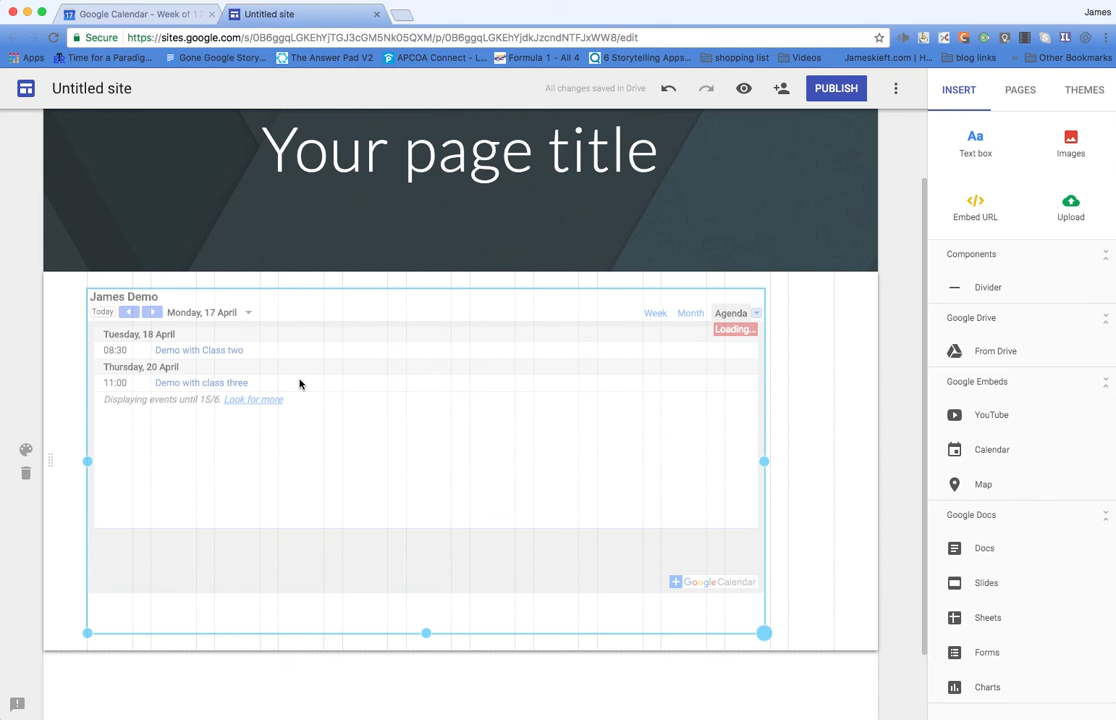 Google Calendar - Week of 17
Untitled site
James
Secure https://sites.google.com/s/0B6ggqLGKEhYjTGJ3cGM5Nk05QXM/p/0B6ggqLGKEhYjdkJzcndNTFJxWW8/edit
Apps Time for a Paradig... Gone Google Story... The Answer Pad V2 APCOA Connect - L... Formula 1 - All 4 6 Storytelling Apps... shopping list Videos Jameskieft.com | H... blog links Other Bookmarks
Untitled site
All changes saved in Drive
PUBLISH
INSERT PAGES THEMES
Your page title
Text box
Images
Embed URL
Upload
Components
Divider
Google Drive
From Drive
Google Embeds
YouTube
Calendar
Map
Google Docs
Docs
Slides
Sheets
Forms
Charts
James Demo
Today Monday, 17 April Week Month Agenda
Loading...
Tuesday, 18 April
08:30 Demo with Class two
Thursday, 20 April
11:00 Demo with class three
Displaying events until 15/6. Look for more
Google Calendar